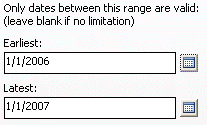 Only dates between this range are valid:
(leave blank if no limitation)
Earliest:
1/1/2006
Latest:
1/1/2007